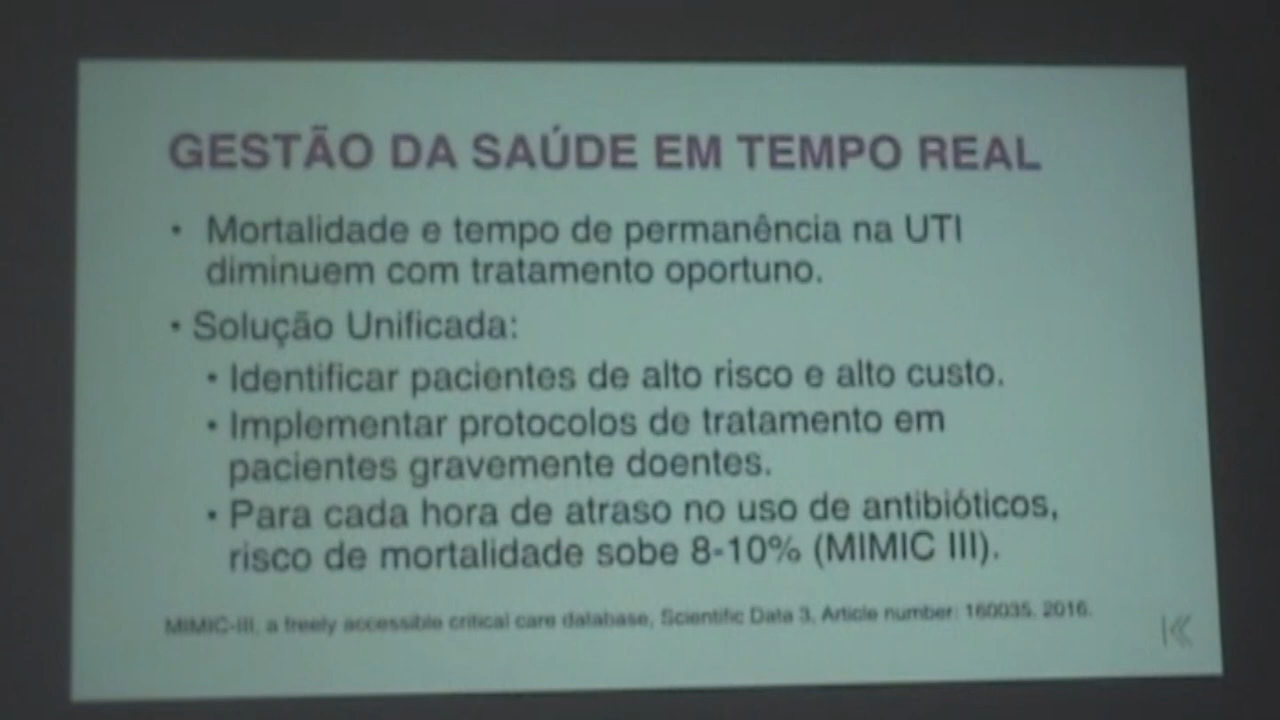 GESTÃO DA SAÚDE EM TEMPO REAL
• Mortalidade e tempo de permanência na UTI
diminuem com tratamento oportuno.
• Solução Unificada:
• Identificar pacientes de alto risco e alto custo.
• Implementar protocolos de tratamento em
pacientes gravemente doentes.
• Para cada hora de atraso no uso de antibióticos,
risco de mortalidade sobe 8-10% (MIMIC III).
MIMIC-III, a freely accessible critical care database, Scientific Data 3, Article number: 160035. 2016.